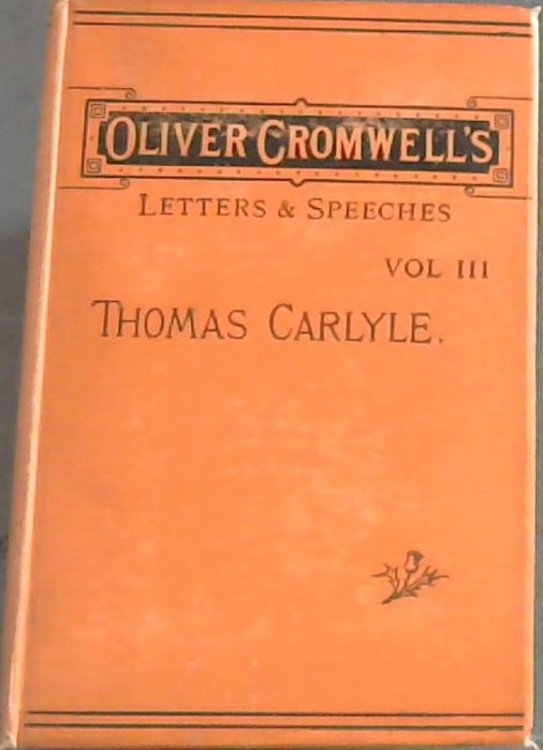 OLIVER CROMWELL'S
LETTERS & SPEECHES
VOL III
THOMAS CARLYLE.